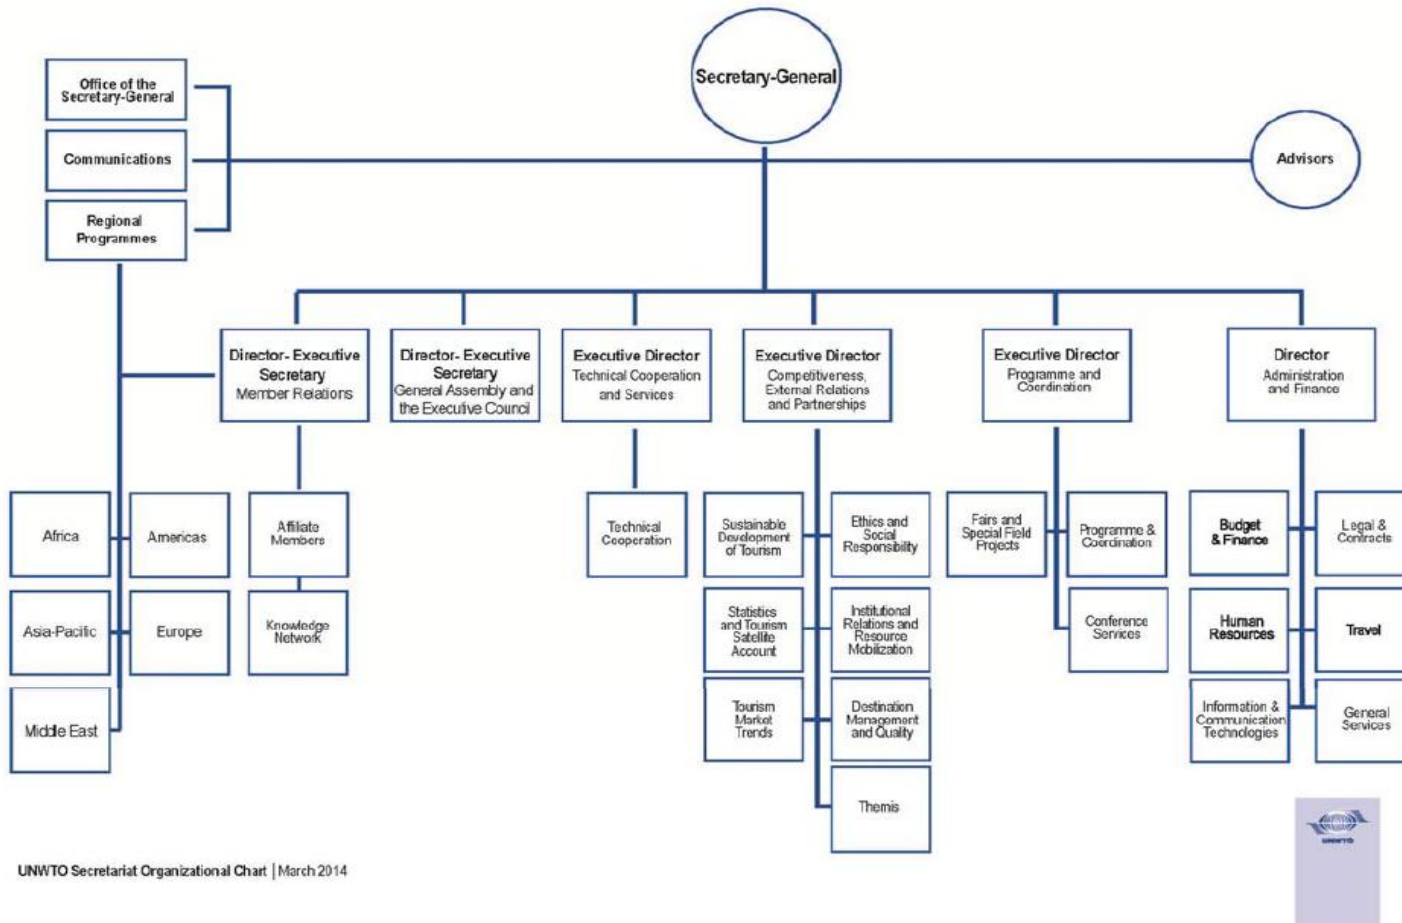 Secretary-General
Office of the
Secretary-General
Communications
Advisors
Regional
Programmes
Director- Executive
Secretary
Member Relations
Director- Executive
Secretary
General Assembly and
the Executive Council
Executive Director
Technical Cooperation
and Services
Executive Director
Competitiveness,
External Relations
and Partnerships
Executive Director
Programme and
Coordination
Director
Administration
and Finance
Africa
Americas
Asia-Pacific
Europe
Middle East
Affiliate
Members
Knowledge
Network
Technical
Cooperation
Sustainable
Development
of Tourism
Ethics and
Social
Responsibility
Statistics
and Tourism
Satellite
Account
Institutional
Relations and
Resource
Mobilization
Tourism
Market
Trends
Destination
Management
and Quality
Themis
Fairs and
Special Field
Projects
Programme &
Coordination
Conference
Services
Budget
& Finance
Legal &
Contracts
Human
Resources
Travel
Information &
Communication
Technologies
General
Services
UNWTO
UNWTO Secretariat Organizational Chart | March 2014